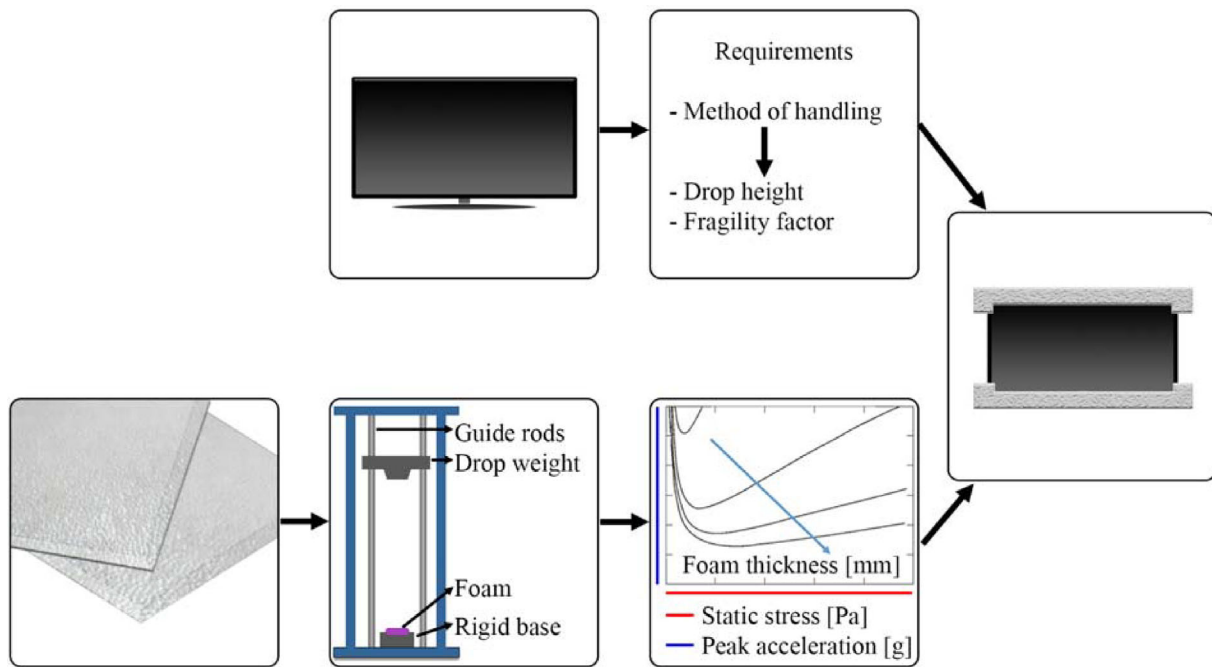 Requirements
- Method of handling
- Drop height
- Fragility factor
Guide rods
Drop weight
Foam
Rigid base
Foam thickness [mm]
Static stress [Pa]
Peak acceleration [g]